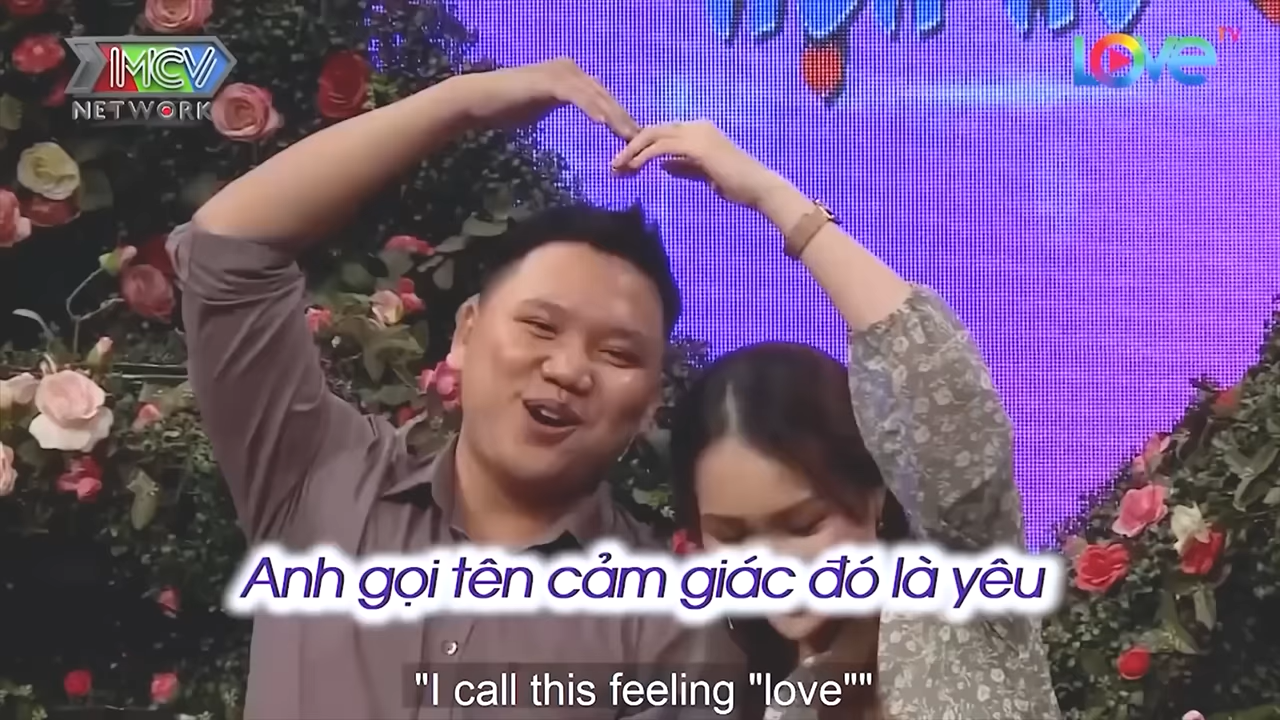 MCV
NETWORK
LOVE TV
Anh gọi tên cảm giác đó là yêu
"I call this feeling "love""